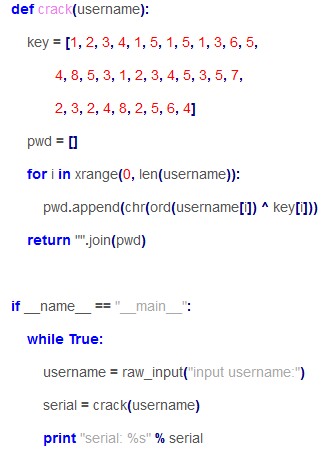 def crack(username):
key = [1, 2, 3, 4, 1, 5, 1, 5, 1, 3, 6, 5,
4, 8, 5, 3, 1, 2, 3, 4, 5, 3, 5, 7,
2, 3, 2, 4, 8, 2, 5, 6, 4]
pwd = []
for i in xrange(0, len(username)):
pwd.append(chr(ord(username[i]) ^ key[i]))
return "".join(pwd)
if __name__ == "__main__":
while True:
username = raw_input("input username:")
serial = crack(username)
print "serial: %s" % serial